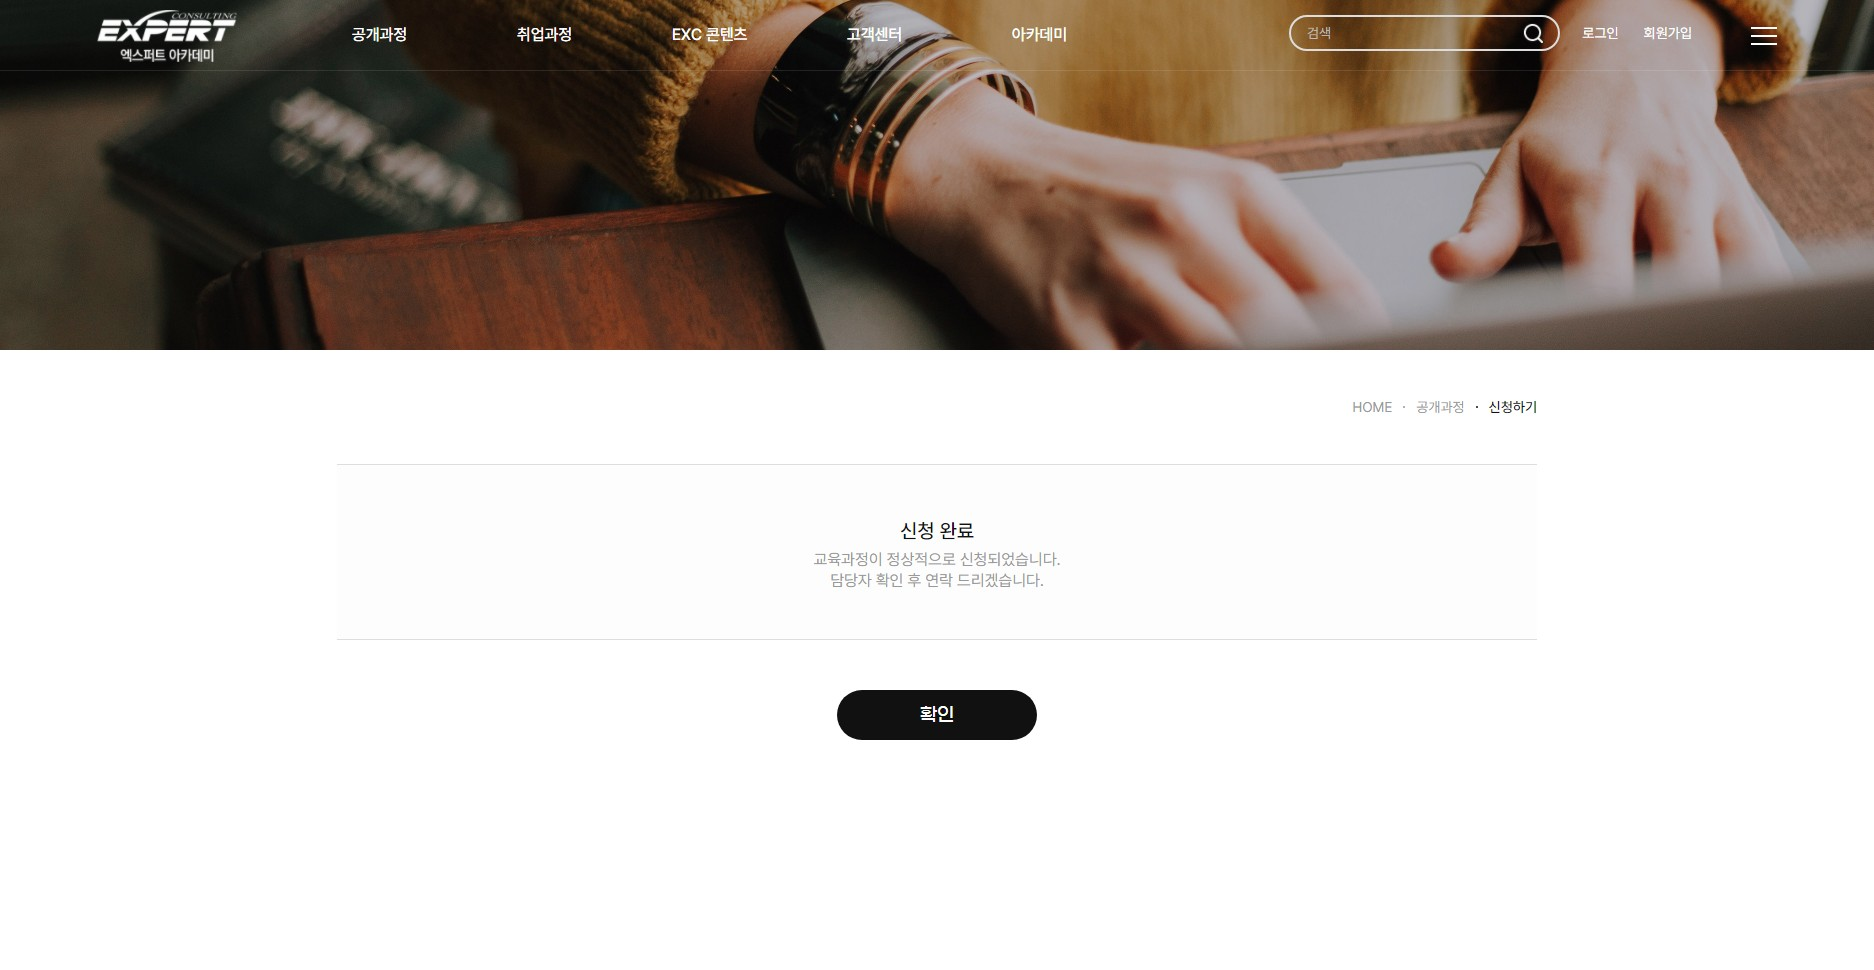 CONSULTING
EXPERT
엑스퍼트 아카데미
공개과정 취업과정 EXC 콘텐츠 고객센터 아카데미
검색
로그인 회원가입
HOME · 공개과정 · 신청하기
신청 완료
교육과정이 정상적으로 신청되었습니다.
담당자 확인 후 연락 드리겠습니다.
확인